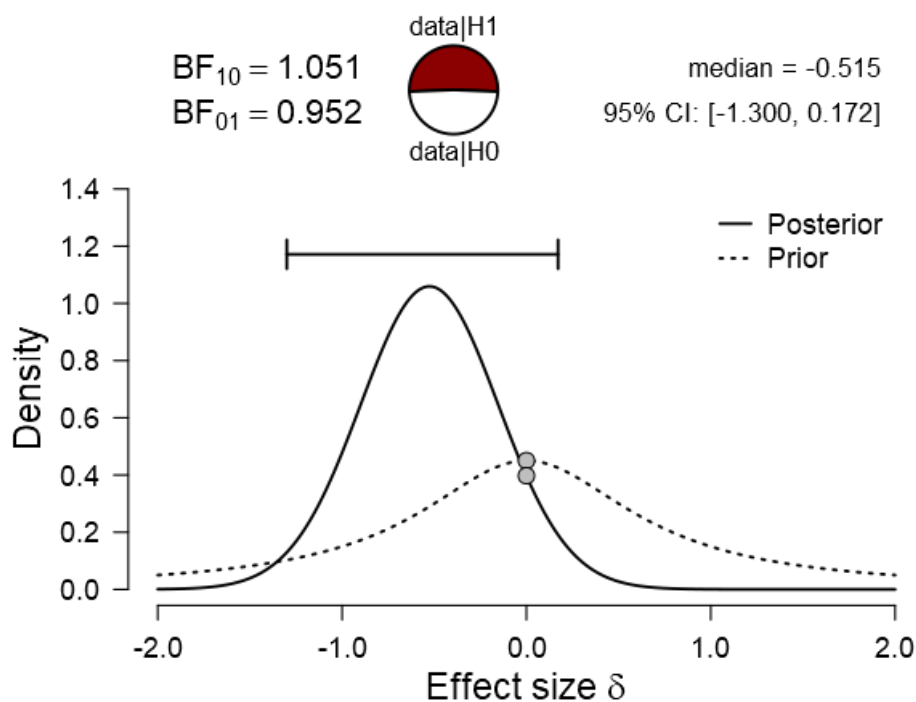 data|H1
BF₁₀ = 1.051
BF₀₁ = 0.952
median = -0.515
95% CI: [-1.300, 0.172]
data|H0
Posterior
Prior
Density
1.4
1.2
1.0
0.8
0.6
0.4
0.2
0.0
-2.0 -1.0 0.0 1.0 2.0
Effect size δ